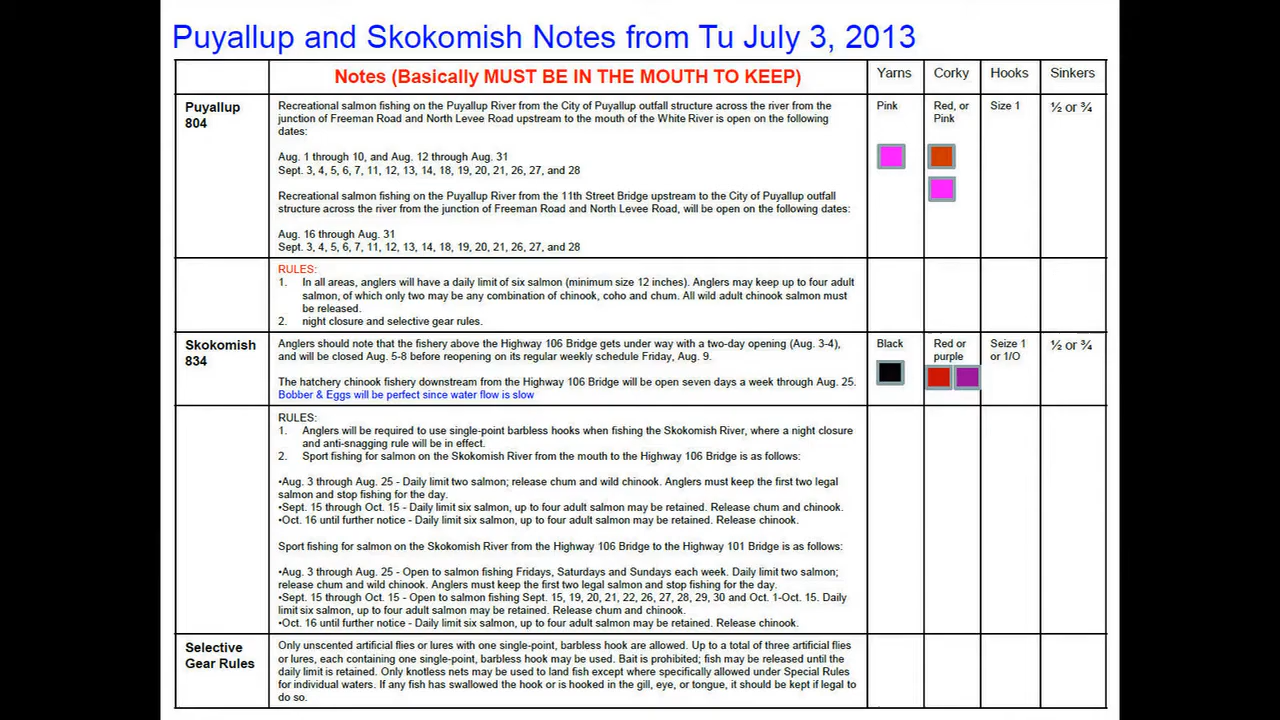 Puyallup and Skokomish Notes from Tu July 3, 2013
Notes (Basically MUST BE IN THE MOUTH TO KEEP)
Yarns
Corky
Hooks
Sinkers
Puyallup
804
Recreational salmon fishing on the Puyallup River from the City of Puyallup outfall structure across the river from the
junction of Freeman Road and North Levee Road upstream to the mouth of the White River is open on the following
dates:
Aug. 1 through 10, and Aug. 12 through Aug. 31
Sept. 3, 4, 5, 6, 7, 11, 12, 13, 14, 18, 19, 20, 21, 26, 27, and 28
Recreational salmon fishing on the Puyallup River from the 11th Street Bridge upstream to the City of Puyallup outfall
structure across the river from the junction of Freeman Road and North Levee Road, will be open on the following dates:
Aug. 16 through Aug. 31
Sept. 3, 4, 5, 6, 7, 11, 12, 13, 14, 18, 19, 20, 21, 26, 27, and 28
Pink
Red, or
Pink
Size 1
½ or ¾
RULES:
1. In all areas, anglers will have a daily limit of six salmon (minimum size 12 inches). Anglers may keep up to four adult
salmon, of which only two may be any combination of chinook, coho and chum. All wild adult chinook salmon must
be released.
2. night closure and selective gear rules.
Skokomish
834
Anglers should note that the fishery above the Highway 106 Bridge gets under way with a two-day opening (Aug. 3-4),
and will be closed Aug. 5-8 before reopening on its regular weekly schedule Friday, Aug. 9.
The hatchery chinook fishery downstream from the Highway 106 Bridge will be open seven days a week through Aug. 25.
Bobber & Eggs will be perfect since water flow is slow
Black
Red or
purple
Seize 1
or 1/O
½ or ¾
RULES:
1. Anglers will be required to use single-point barbless hooks when fishing the Skokomish River, where a night closure
and anti-snagging rule will be in effect.
2. Sport fishing for salmon on the Skokomish River from the mouth to the Highway 106 Bridge is as follows:
•Aug. 3 through Aug. 25 - Daily limit two salmon; release chum and wild chinook. Anglers must keep the first two legal
salmon and stop fishing for the day.
•Sept. 15 through Oct. 15 - Daily limit six salmon, up to four adult salmon may be retained. Release chum and chinook.
•Oct. 16 until further notice - Daily limit six salmon, up to four adult salmon may be retained. Release chinook.
Sport fishing for salmon on the Skokomish River from the Highway 106 Bridge to the Highway 101 Bridge is as follows:
•Aug. 3 through Aug. 25 - Open to salmon fishing Fridays, Saturdays and Sundays each week. Daily limit two salmon;
release chum and wild chinook. Anglers must keep the first two legal salmon and stop fishing for the day.
•Sept. 15 through Oct. 15 - Open to salmon fishing Sept. 15, 19, 20, 21, 22, 26, 27, 28, 29, 30 and Oct. 1-Oct. 15. Daily
limit six salmon, up to four adult salmon may be retained. Release chum and chinook.
•Oct. 16 until further notice - Daily limit six salmon, up to four adult salmon may be retained. Release chinook.
Selective
Gear Rules
Only unscented artificial flies or lures with one single-point, barbless hook are allowed. Up to a total of three artificial flies
or lures, each containing one single-point, barbless hook may be used. Bait is prohibited; fish may be released until the
daily limit is retained. Only knotless nets may be used to land fish except where specifically allowed under Special Rules
for individual waters. If any fish has swallowed the hook or is hooked in the gill, eye, or tongue, it should be kept if legal to
do so.